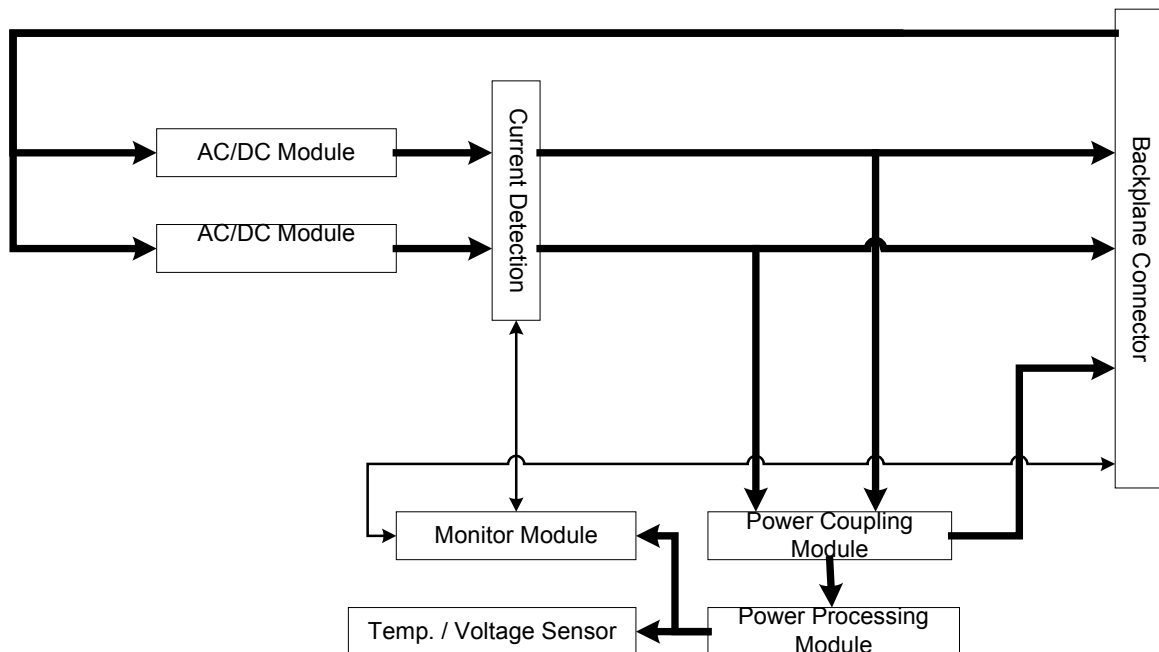 AC/DC Module
AC/DC Module
Current Detection
Backplane Connector
Monitor Module
Power Coupling
Module
Temp. / Voltage Sensor
Power Processing
Module